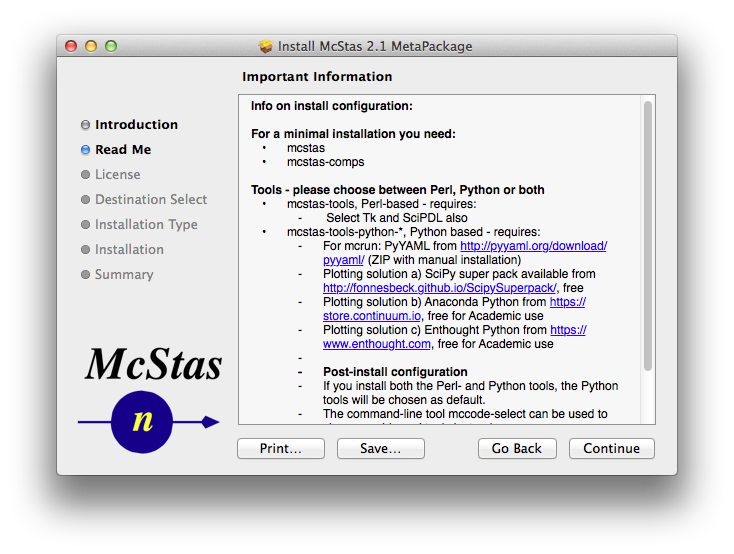 Install McStas 2.1 MetaPackage
Important Information
Introduction
Read Me
License
Destination Select
Installation Type
Installation
Summary
McStas
n
Info on install configuration:
For a minimal installation you need:
• mcstas
• mcstas-comps
Tools - please choose between Perl, Python or both
• mcstas-tools, Perl-based - requires:
- Select Tk and SciPDL also
• mcstas-tools-python-*, Python based - requires:
- For mcrun: PyYAML from http://pyyaml.org/download/
pyyaml/ (ZIP with manual installation)
- Plotting solution a) SciPy super pack available from
http://fonnesbeck.github.io/ScipySuperpack/, free
- Plotting solution b) Anaconda Python from https://
store.continuum.io, free for Academic use
- Plotting solution c) Enthought Python from https://
www.enthought.com, free for Academic use
-
- Post-install configuration
- If you install both the Perl- and Python tools, the Python
tools will be chosen as default.
- The command-line tool mccode-select can be used to
Print...
Save...
Go Back
Continue